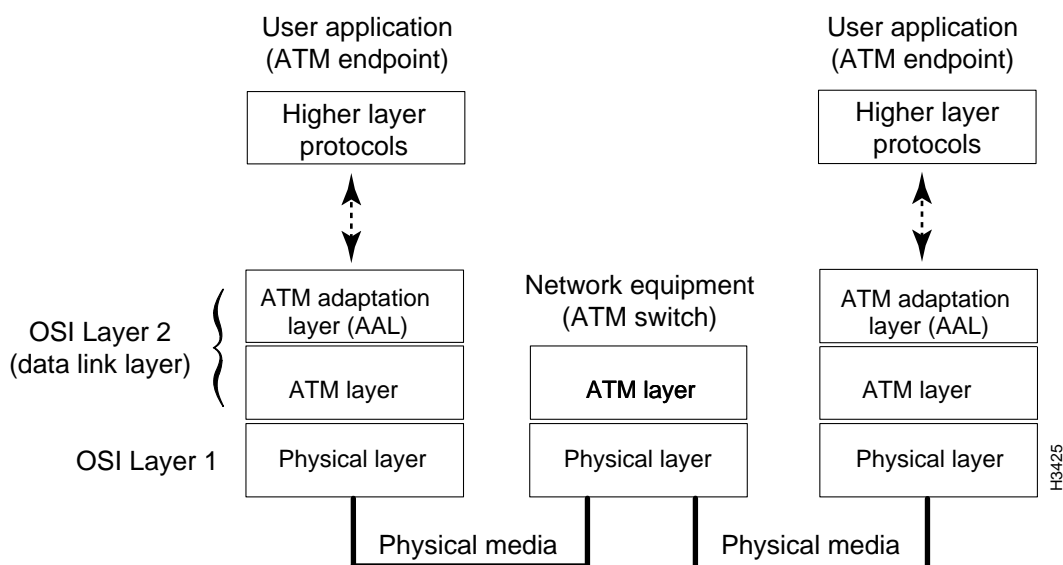 User application
(ATM endpoint)
User application
(ATM endpoint)
Higher layer
protocols
Higher layer
protocols
Network equipment
(ATM switch)
OSI Layer 2
(data link layer)
ATM adaptation
layer (AAL)
ATM adaptation
layer (AAL)
ATM layer
ATM layer
ATM layer
OSI Layer 1
Physical layer
Physical layer
Physical layer
H3425
Physical media
Physical media